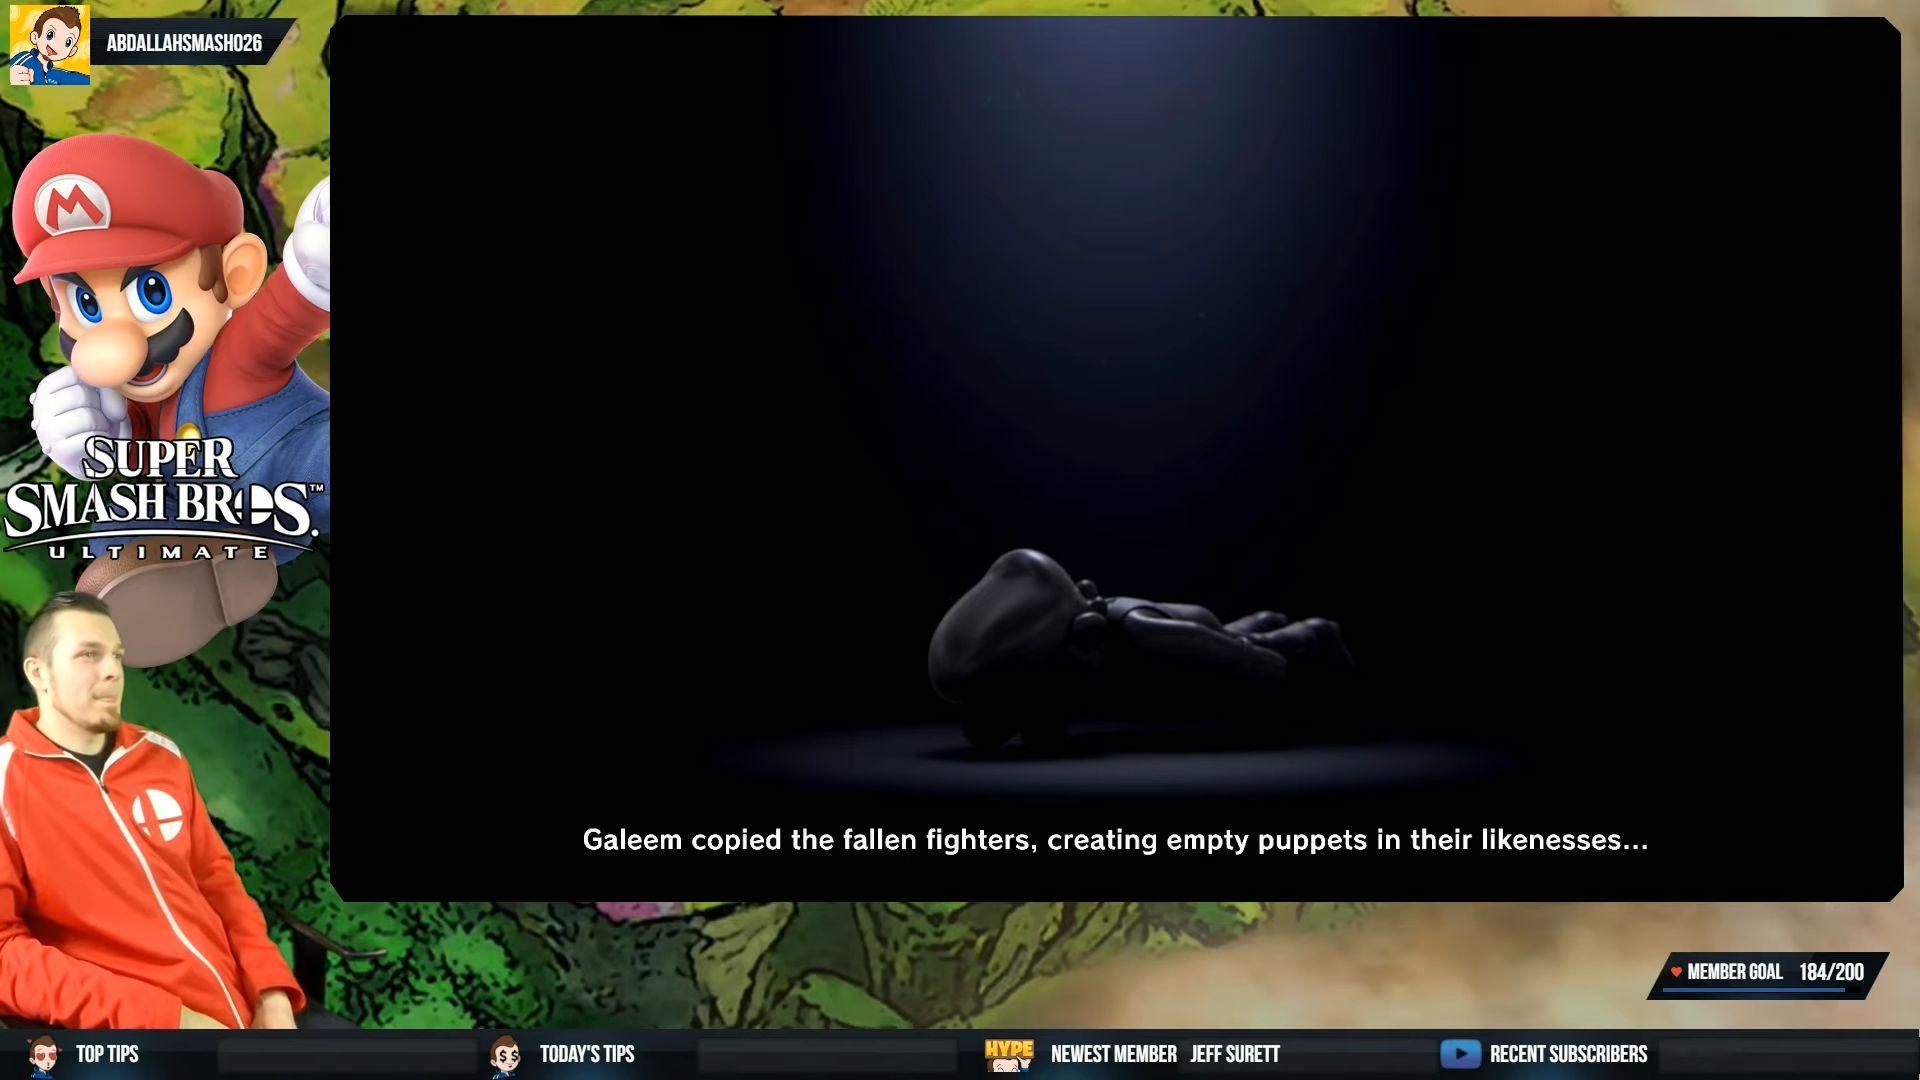 ABDALLAHSMASH026
M
SUPER
SMASH BROS.™
ULTIMATE
Galeem copied the fallen fighters, creating empty puppets in their likenesses...
MEMBER GOAL 184/200
TOP TIPS
TODAY'S TIPS
HYPE
NEWEST MEMBER JEFF SURETT
RECENT SUBSCRIBERS